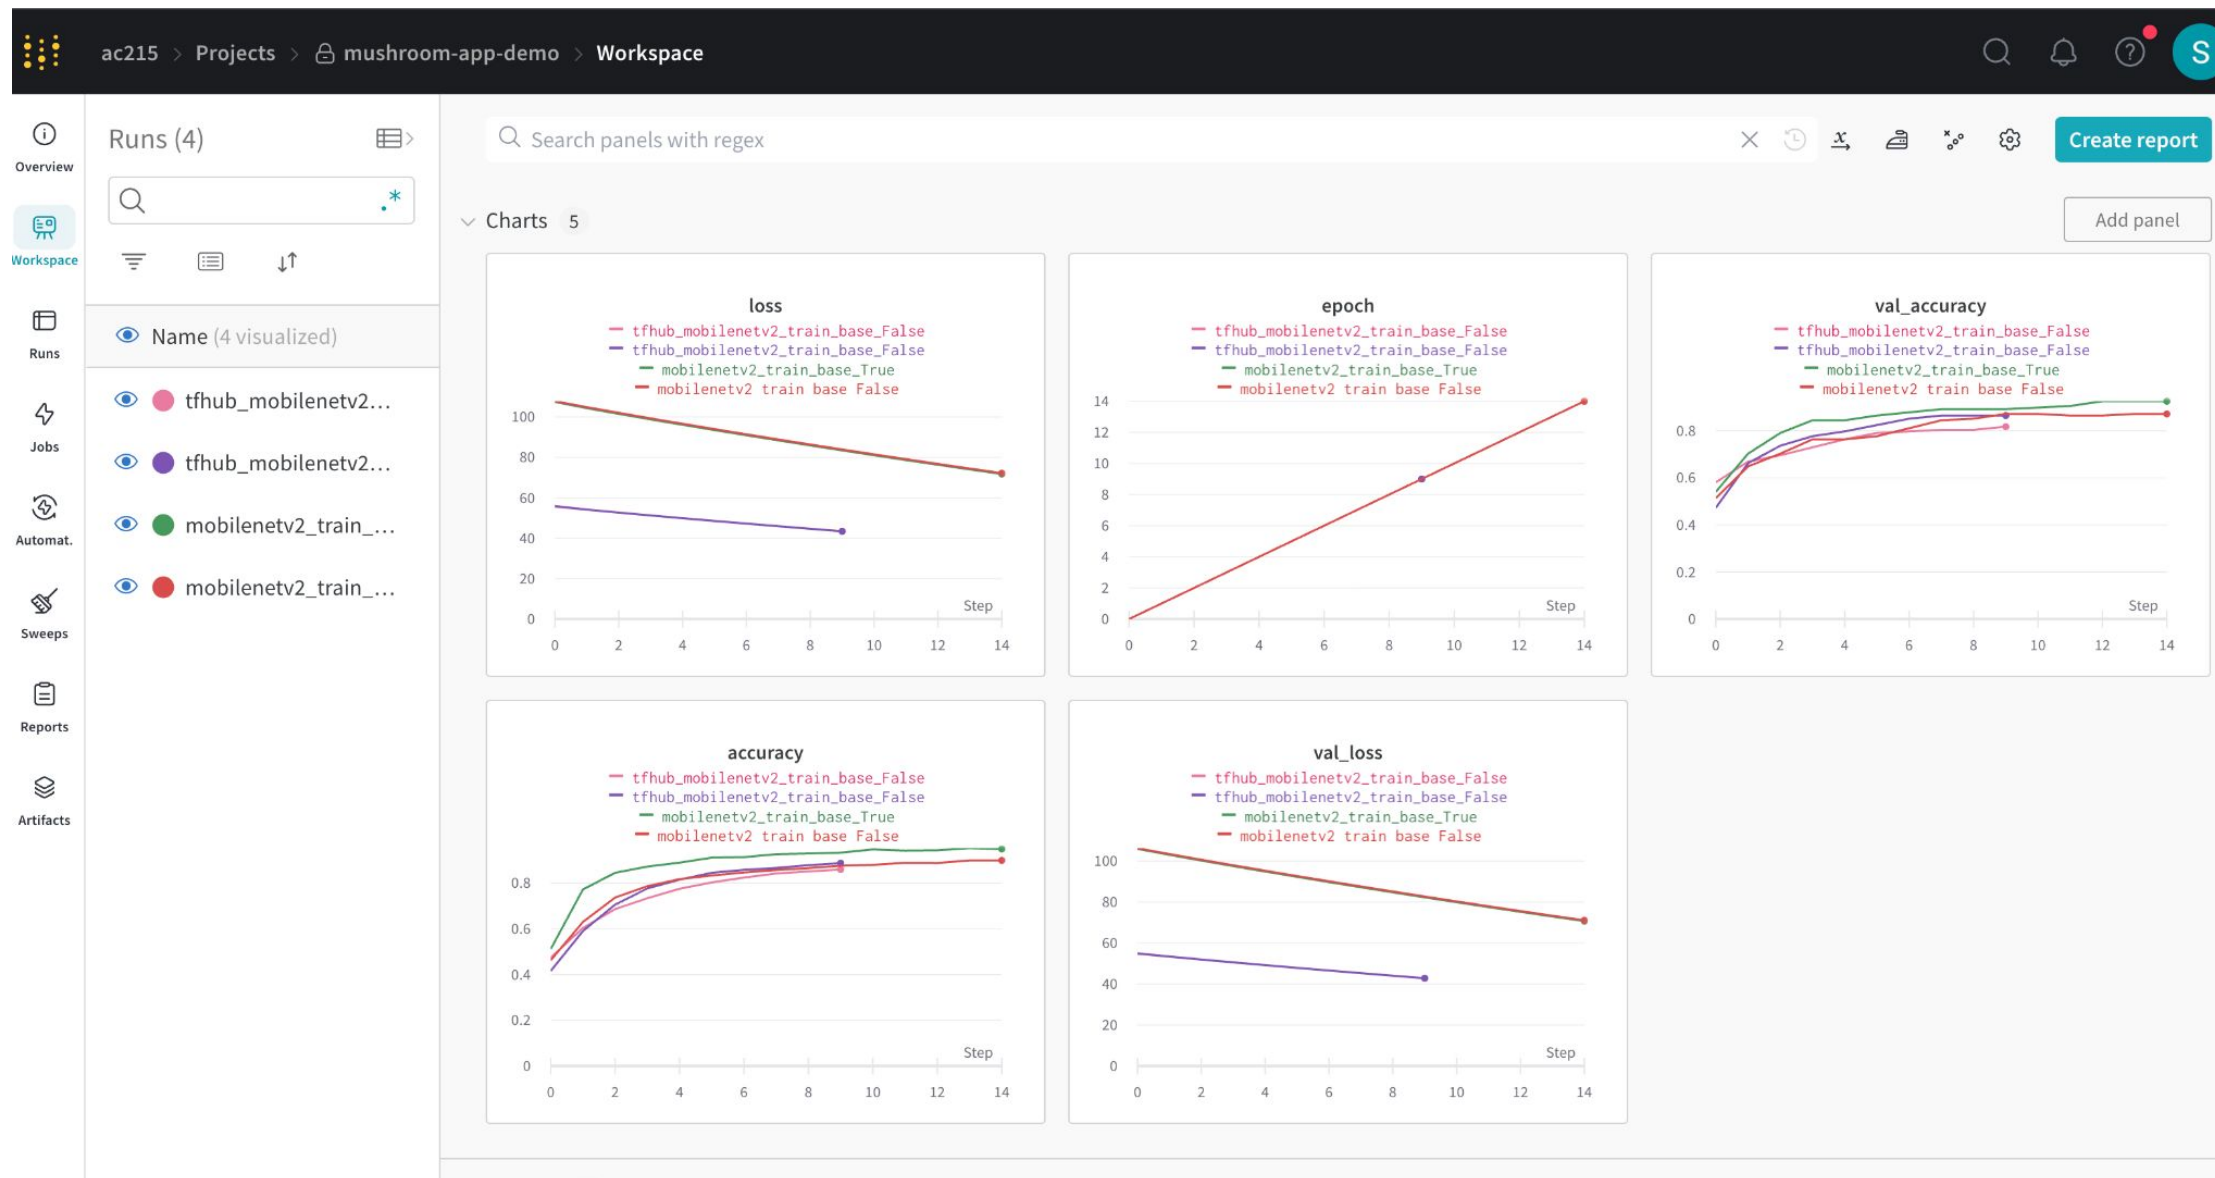 ac215 > Projects > mushroom-app-demo > Workspace
S
Overview
Workspace
Runs
Jobs
Automat.
Sweeps
Reports
Artifacts
Runs (4)
.*
Name (4 visualized)
tfhub_mobilenetv2...
tfhub_mobilenetv2...
mobilenetv2_train_...
mobilenetv2_train_...
Search panels with regex
Create report
Charts 5
Add panel
loss
tfhub_mobilenetv2_train_base_False
tfhub_mobilenetv2_train_base_False
mobilenetv2_train_base_True
mobilenetv2 train base False
100
80
60
40
20
0
Step
0 2 4 6 8 10 12 14
epoch
tfhub_mobilenetv2_train_base_False
tfhub_mobilenetv2_train_base_False
mobilenetv2_train_base_True
mobilenetv2 train base False
14
12
10
8
6
4
2
0
Step
0 2 4 6 8 10 12 14
val_accuracy
tfhub_mobilenetv2_train_base_False
tfhub_mobilenetv2_train_base_False
mobilenetv2_train_base_True
mobilenetv2 train base False
0.8
0.6
0.4
0.2
0
Step
0 2 4 6 8 10 12 14
accuracy
tfhub_mobilenetv2_train_base_False
tfhub_mobilenetv2_train_base_False
mobilenetv2_train_base_True
mobilenetv2 train base False
0.8
0.6
0.4
0.2
0
Step
0 2 4 6 8 10 12 14
val_loss
tfhub_mobilenetv2_train_base_False
tfhub_mobilenetv2_train_base_False
mobilenetv2_train_base_True
mobilenetv2 train base False
100
80
60
40
20
0
Step
0 2 4 6 8 10 12 14